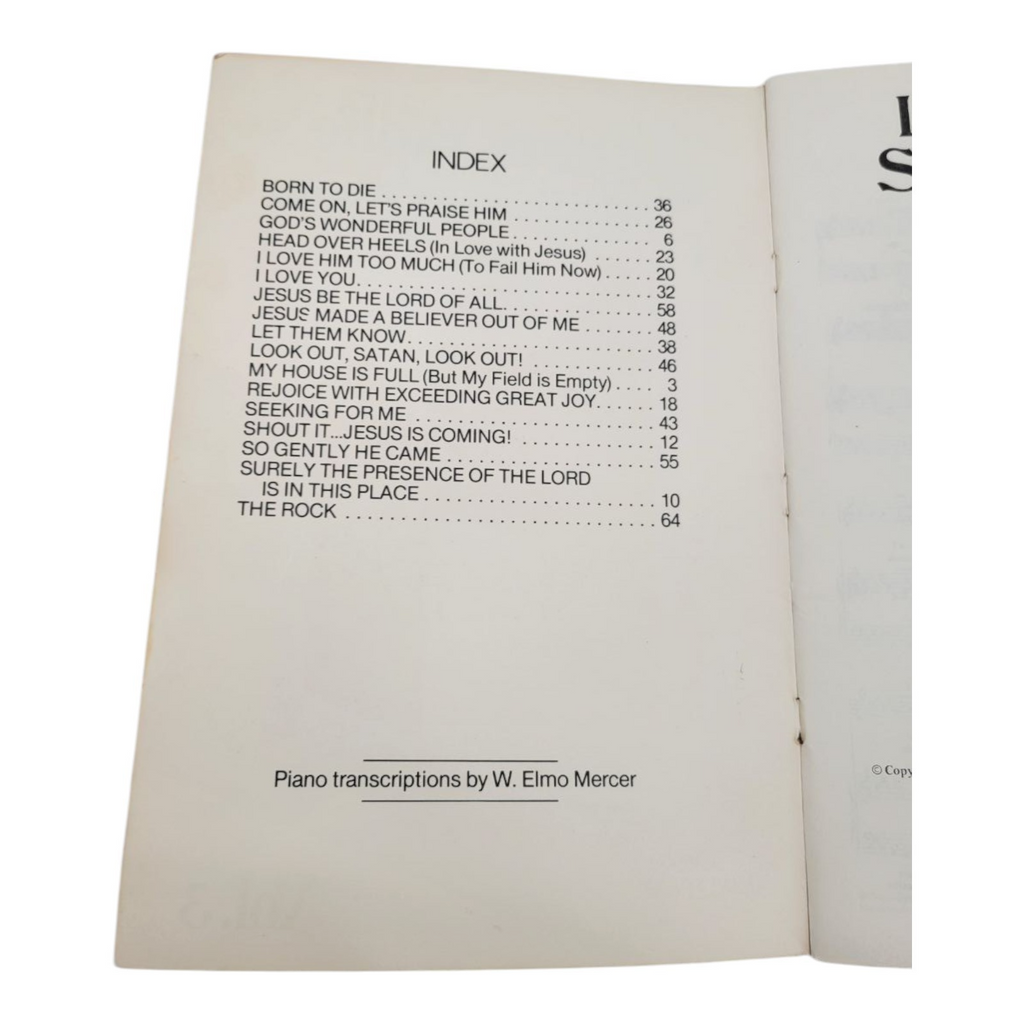 INDEX
BORN TO DIE . . . . . . . . . . . . . . . . . . . . . . . . . . . . 36
COME ON, LET'S PRAISE HIM . . . . . . . . . . . . . . 26
GOD'S WONDERFUL PEOPLE . . . . . . . . . . . . . . . 6
HEAD OVER HEELS (In Love with Jesus) . . . . . . 23
I LOVE HIM TOO MUCH (To Fail Him Now) . . . . . 20
I LOVE YOU. . . . . . . . . . . . . . . . . . . . . . . . . . . . . . 32
JESUS BE THE LORD OF ALL. . . . . . . . . . . . . . . . 58
JESUS MADE A BELIEVER OUT OF ME . . . . . . . 48
LET THEM KNOW. . . . . . . . . . . . . . . . . . . . . . . . . 38
LOOK OUT, SATAN, LOOK OUT! . . . . . . . . . . . . 46
MY HOUSE IS FULL (But My Field is Empty) . . . . 3
REJOICE WITH EXCEEDING GREAT JOY. . . . . . 18
SEEKING FOR ME . . . . . . . . . . . . . . . . . . . . . . . . 43
SHOUT IT...JESUS IS COMING! . . . . . . . . . . . . . 12
SO GENTLY HE CAME . . . . . . . . . . . . . . . . . . . . . 55
SURELY THE PRESENCE OF THE LORD
IS IN THIS PLACE . . . . . . . . . . . . . . . . . . . . . . . 10
THE ROCK . . . . . . . . . . . . . . . . . . . . . . . . . . . . . . . 64
Piano transcriptions by W. Elmo Mercer
S
© Copy